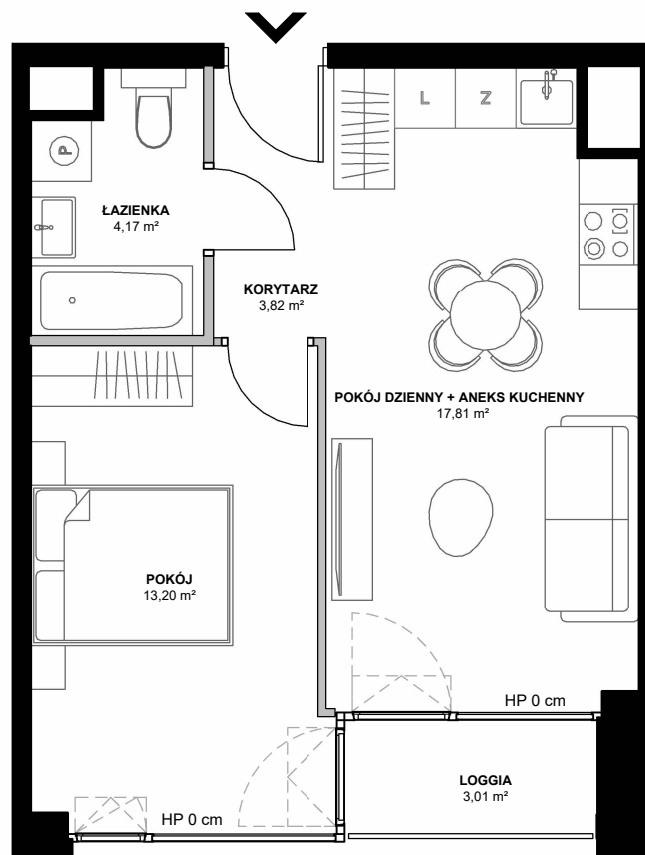 L
Z
P
ŁAZIENKA
4,17 m²
KORYTARZ
3,82 m²
POKÓJ DZIENNY + ANEKS KUCHENNY
17,81 m²
POKÓJ
13,20 m²
HP 0 cm
LOGGIA
3,01 m²
HP 0 cm